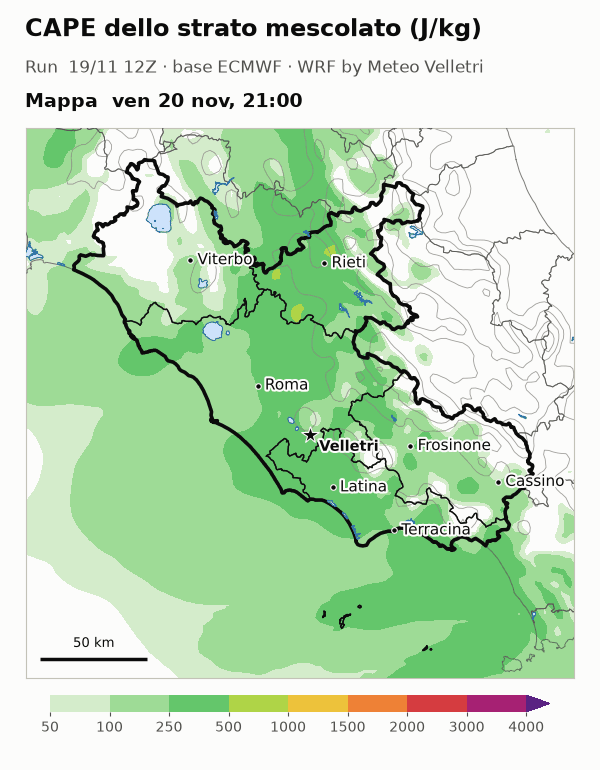 CAPE dello strato mescolato (J/kg)
Run  19/11 12Z · base ECMWF · WRF by Meteo Velletri
Mappa  ven 20 nov, 21:00
Viterbo
Rieti
Roma
Velletri
Frosinone
Cassino
Latina
Terracina
50 km
50 100 250 500 1000 1500 2000 3000 4000